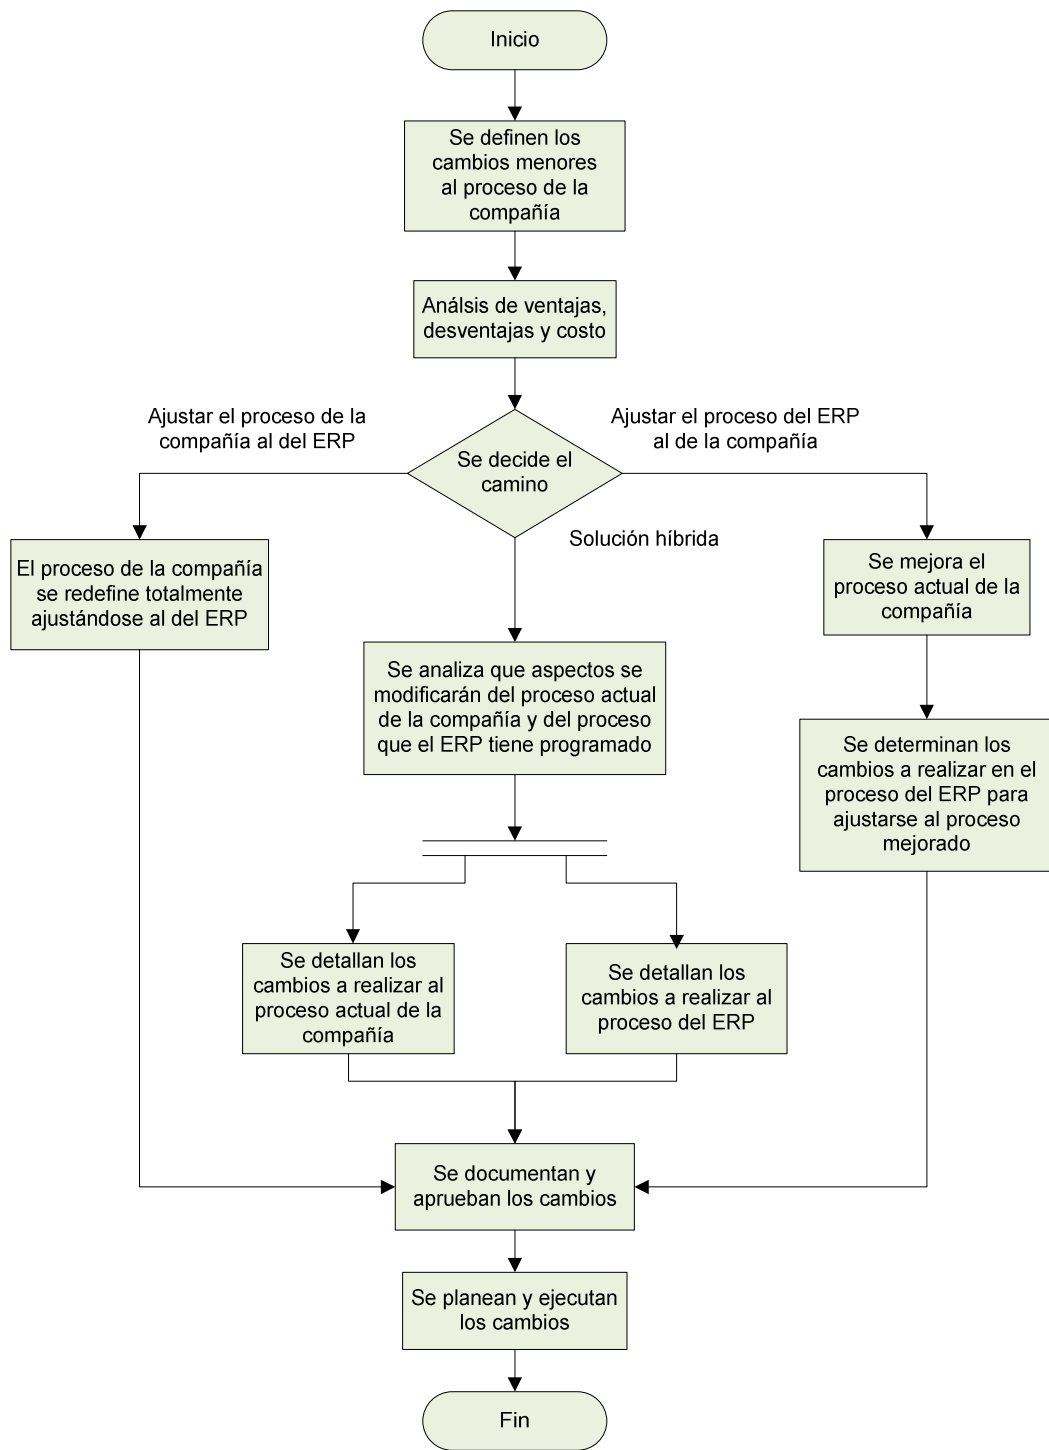 Inicio
Se definen los
cambios menores
al proceso de la
compañía
Análsis de ventajas,
desventajas y costo
Ajustar el proceso de la
compañía al del ERP
Ajustar el proceso del ERP
al de la compañía
Se decide el
camino
Solución híbrida
El proceso de la compañía
se redefine totalmente
ajustándose al del ERP
Se mejora el
proceso actual de la
compañía
Se analiza que aspectos se
modificarán del proceso actual
de la compañía y del proceso
que el ERP tiene programado
Se determinan los
cambios a realizar en el
proceso del ERP para
ajustarse al proceso
mejorado
Se detallan los
cambios a realizar al
proceso actual de la
compañía
Se detallan los
cambios a realizar al
proceso del ERP
Se documentan y
aprueban los cambios
Se planean y ejecutan
los cambios
Fin